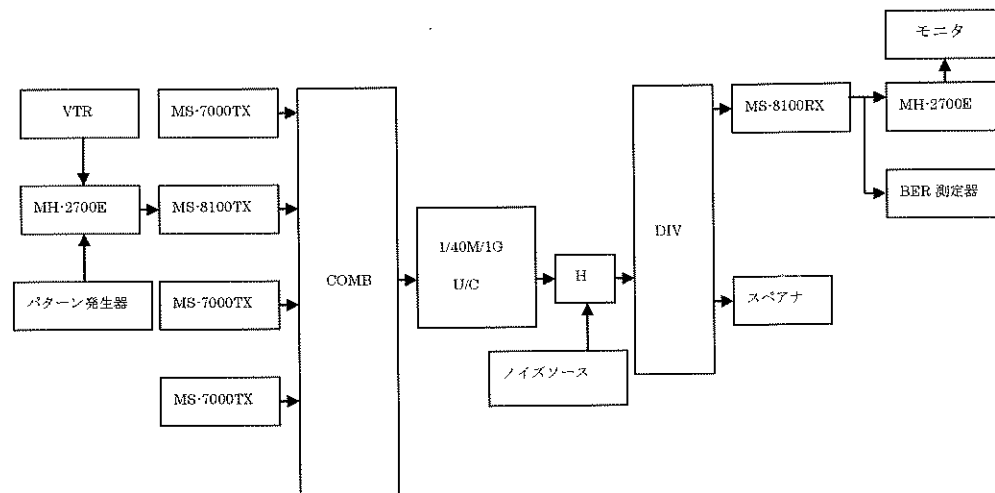 モニタ
VTR
MS-7000TX
MS-8100RX
MH-2700E
MH-2700E
MS-8100TX
BER 測定器
1/40M/1G
U/C
DIV
H
COMB
パターン発生器
MS-7000TX
スペアナ
ノイズソース
MS-7000TX